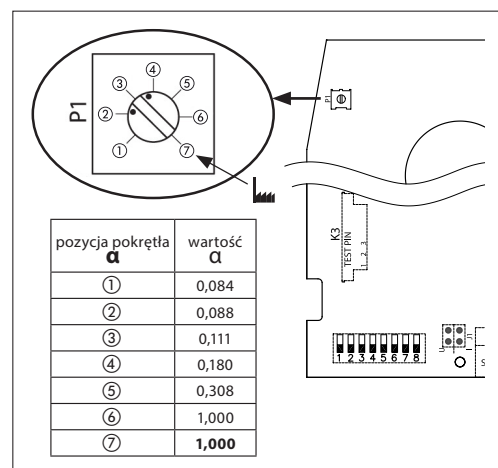 P1
①
②
③
④
⑤
⑥
⑦
P1
K3
TEST PIN
1 2 3
1 2 3 4 5 6 7 8
U
I
J1
S
pozycja pokrętła wartość
α α
① 0,084
② 0,088
③ 0,111
④ 0,180
⑤ 0,308
⑥ 1,000
⑦ 1,000